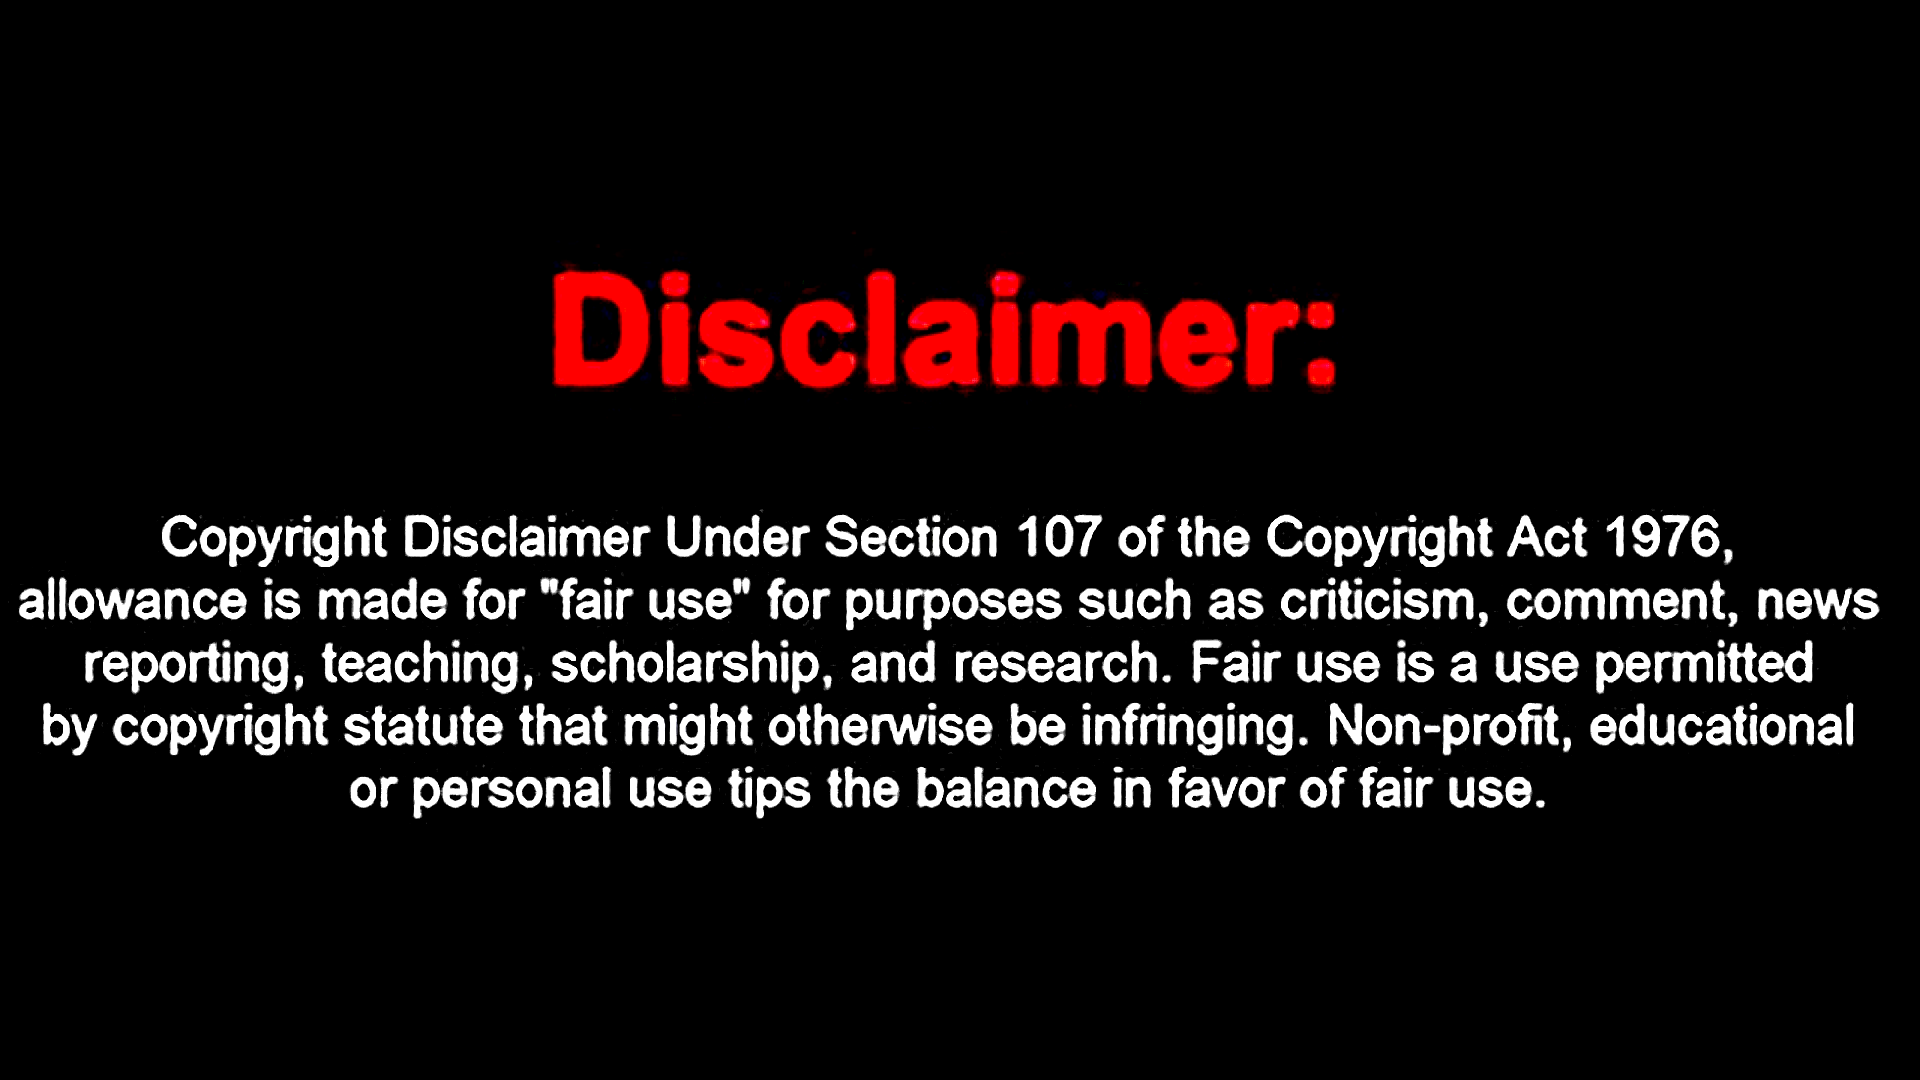 Disclaimer:
Copyright Disclaimer Under Section 107 of the Copyright Act 1976,
allowance is made for "fair use" for purposes such as criticism, comment, news
reporting, teaching, scholarship, and research. Fair use is a use permitted
by copyright statute that might otherwise be infringing. Non-profit, educational
or personal use tips the balance in favor of fair use.